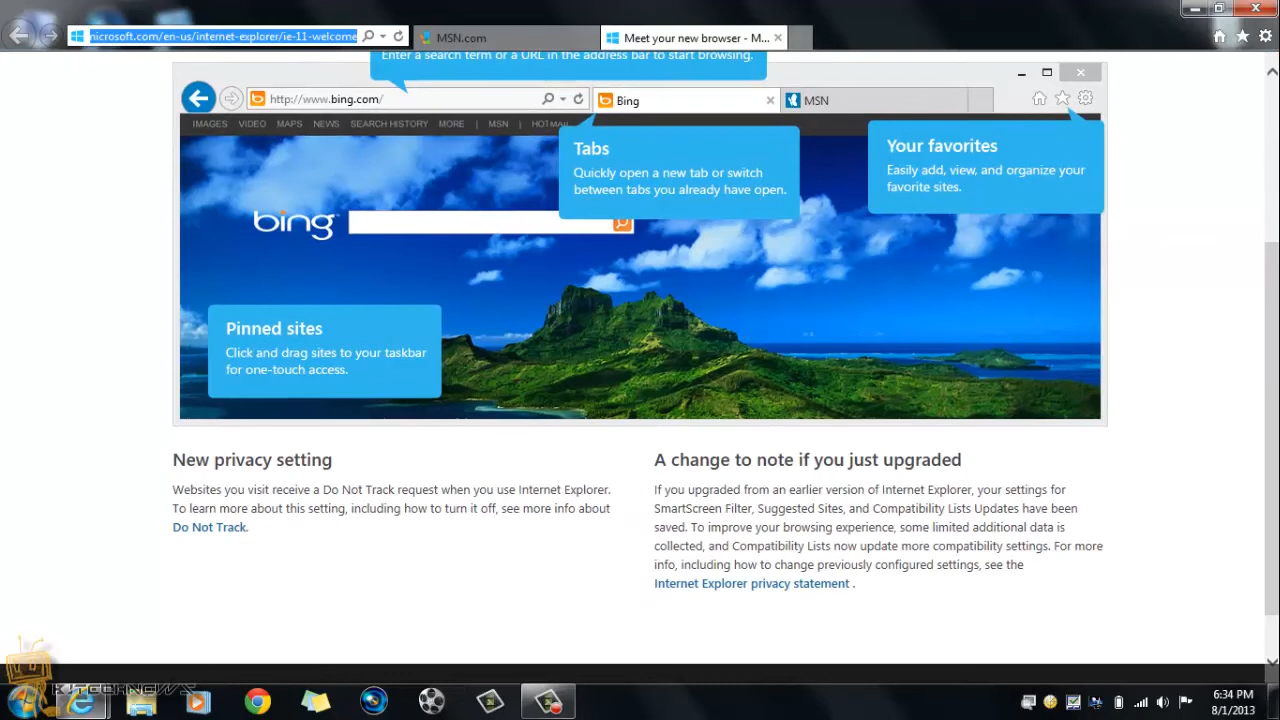 microsoft.com/en-us/internet-explorer/ie-11-welcome
MSN.com
Meet your new browser - M...
Enter a search term or a URL in the address bar to start browsing.
http://www.bing.com/
Bing
MSN
IMAGES VIDEO MAPS NEWS SEARCH HISTORY MORE | MSN | HOTMAIL
Tabs
Quickly open a new tab or switch
between tabs you already have open.
Your favorites
Easily add, view, and organize your
favorite sites.
bing
Pinned sites
Click and drag sites to your taskbar
for one-touch access.
New privacy setting
Websites you visit receive a Do Not Track request when you use Internet Explorer.
To learn more about this setting, including how to turn it off, see more info about
Do Not Track.
A change to note if you just upgraded
If you upgraded from an earlier version of Internet Explorer, your settings for
SmartScreen Filter, Suggested Sites, and Compatibility Lists Updates have been
saved. To improve your browsing experience, some limited additional data is
collected, and Compatibility Lists now update more compatibility settings. For more
info, including how to change previously configured settings, see the
Internet Explorer privacy statement .
6:34 PM
8/1/2013